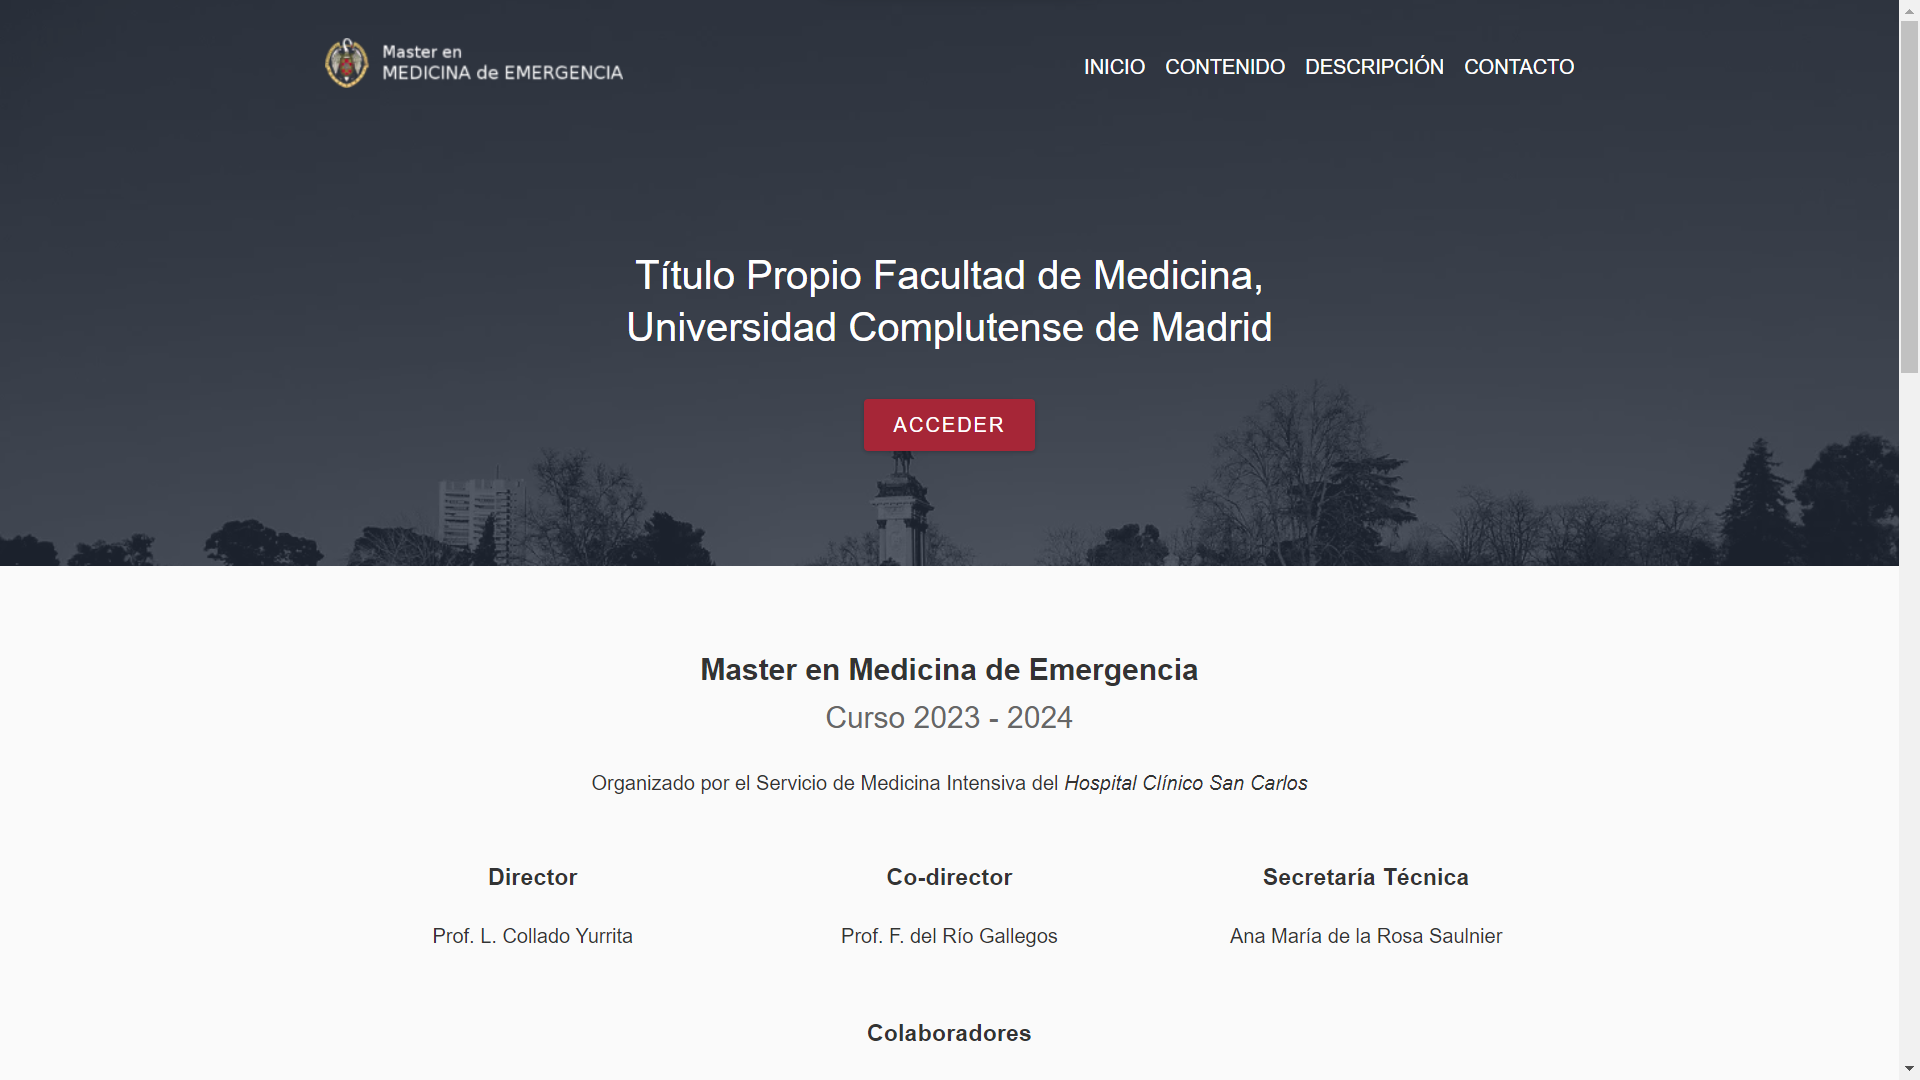 Master en
MEDICINA de EMERGENCIA
INICIO CONTENIDO DESCRIPCIÓN CONTACTO
Título Propio Facultad de Medicina,
Universidad Complutense de Madrid
ACCEDER
Master en Medicina de Emergencia
Curso 2023 - 2024
Organizado por el Servicio de Medicina Intensiva del Hospital Clínico San Carlos
Director
Prof. L. Collado Yurrita
Co-director
Prof. F. del Río Gallegos
Secretaría Técnica
Ana María de la Rosa Saulnier
Colaboradores